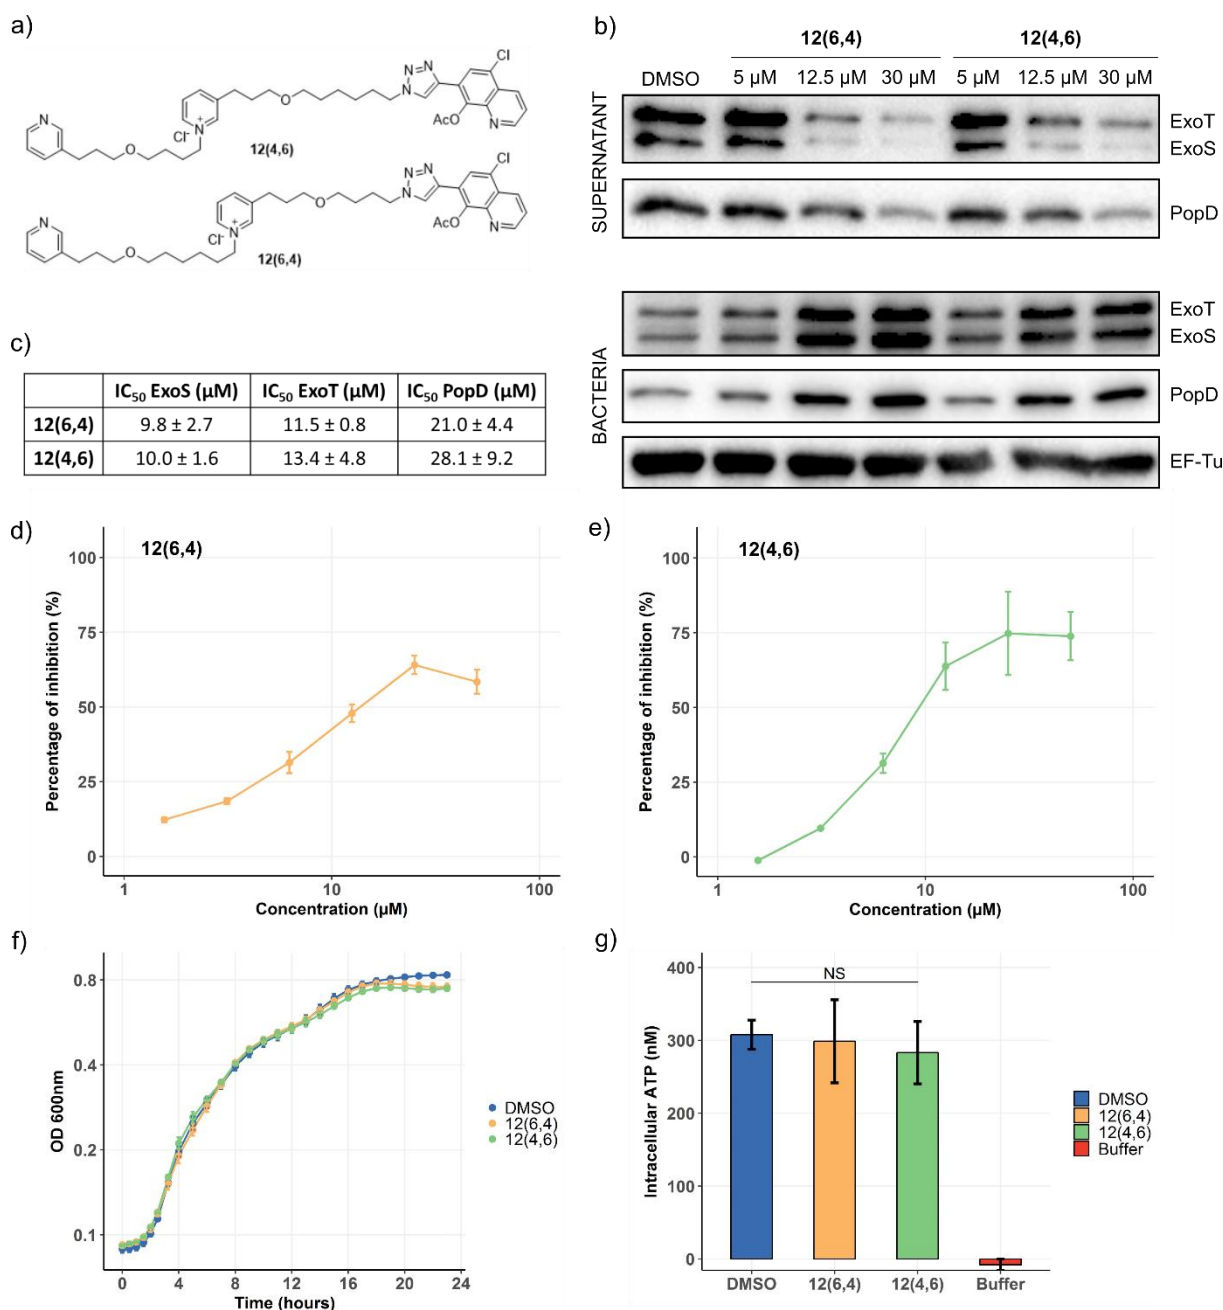 a)
Cl
N=N
N
O
N
AcO
N
Cl⁻
N⁺
N
O
12(4,6)
Cl
N=N
N
O
N
AcO
N
Cl⁻
N⁺
N
O
12(6,4)
b)
12(6,4) 12(4,6)
DMSO 5 µM 12.5 µM 30 µM 5 µM 12.5 µM 30 µM
SUPERNATANT
ExoT
ExoS
PopD
BACTERIA
ExoT
ExoS
PopD
EF-Tu
c)
IC50 ExoS (µM) IC50 ExoT (µM) IC50 PopD (µM)
12(6,4) 9.8 ± 2.7 11.5 ± 0.8 21.0 ± 4.4
12(4,6) 10.0 ± 1.6 13.4 ± 4.8 28.1 ± 9.2
d)
12(6,4)
Percentage of inhibition (%)
100
75
50
25
0
1 10 100
Concentration (µM)
e)
12(4,6)
Percentage of inhibition (%)
100
75
50
25
0
1 10 100
Concentration (µM)
f)
OD 600nm
0.8
0.4
0.2
0.1
0 4 8 12 16 20 24
Time (hours)
DMSO
12(6,4)
12(4,6)
g)
Intracellular ATP (nM)
400
300
200
100
0
NS
DMSO 12(6,4) 12(4,6) Buffer
DMSO
12(6,4)
12(4,6)
Buffer